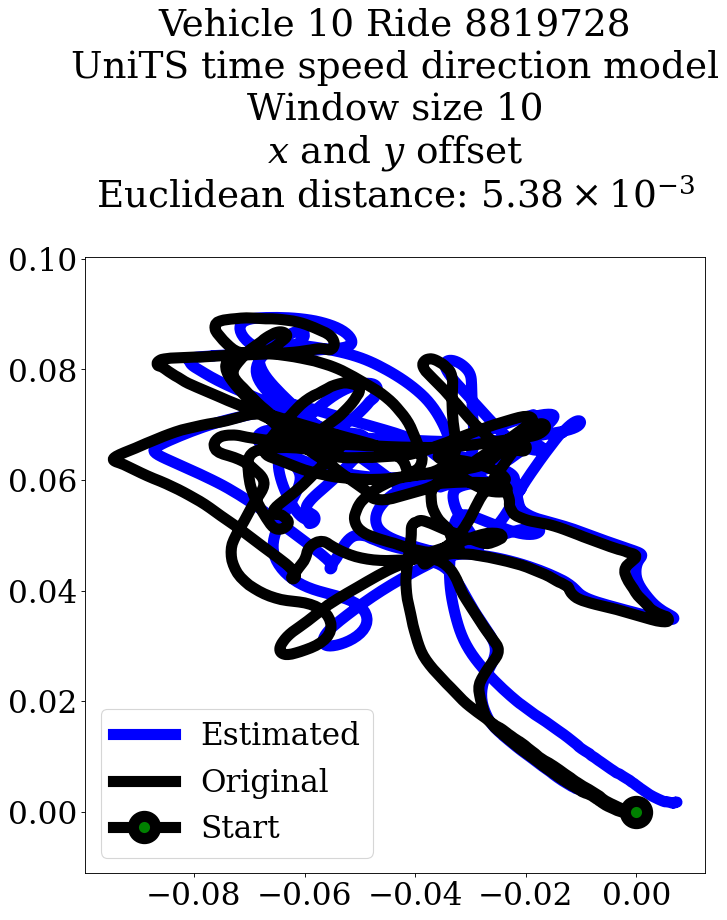 Vehicle 10 Ride 8819728
UniTS time speed direction model
Window size 10
x and y offset
Euclidean distance: 5.38 × 10⁻³
0.10
0.08
0.06
0.04
0.02
0.00
Estimated
Original
Start
−0.08 −0.06 −0.04 −0.02 0.00